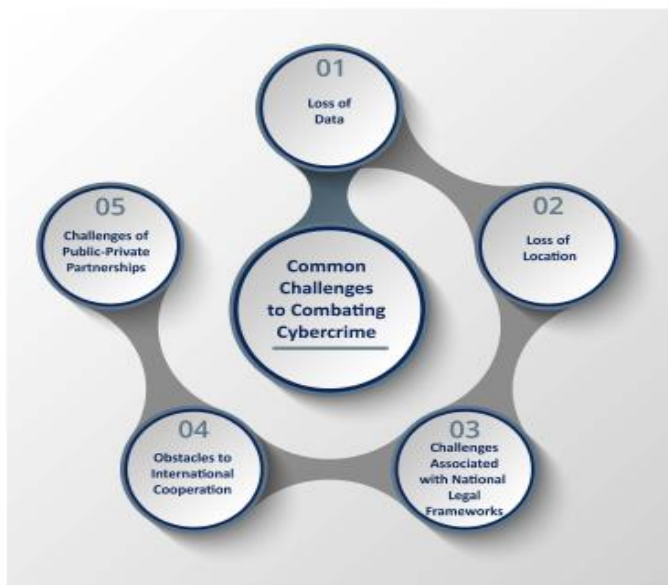 01
Loss of
Data
02
Loss of
Location
05
Challenges of
Public-Private
Partnerships
Common
Challenges
to Combating
Cybercrime
04
Obstacles to
International
Cooperation
03
Challenges
Associated
with National
Legal
Frameworks